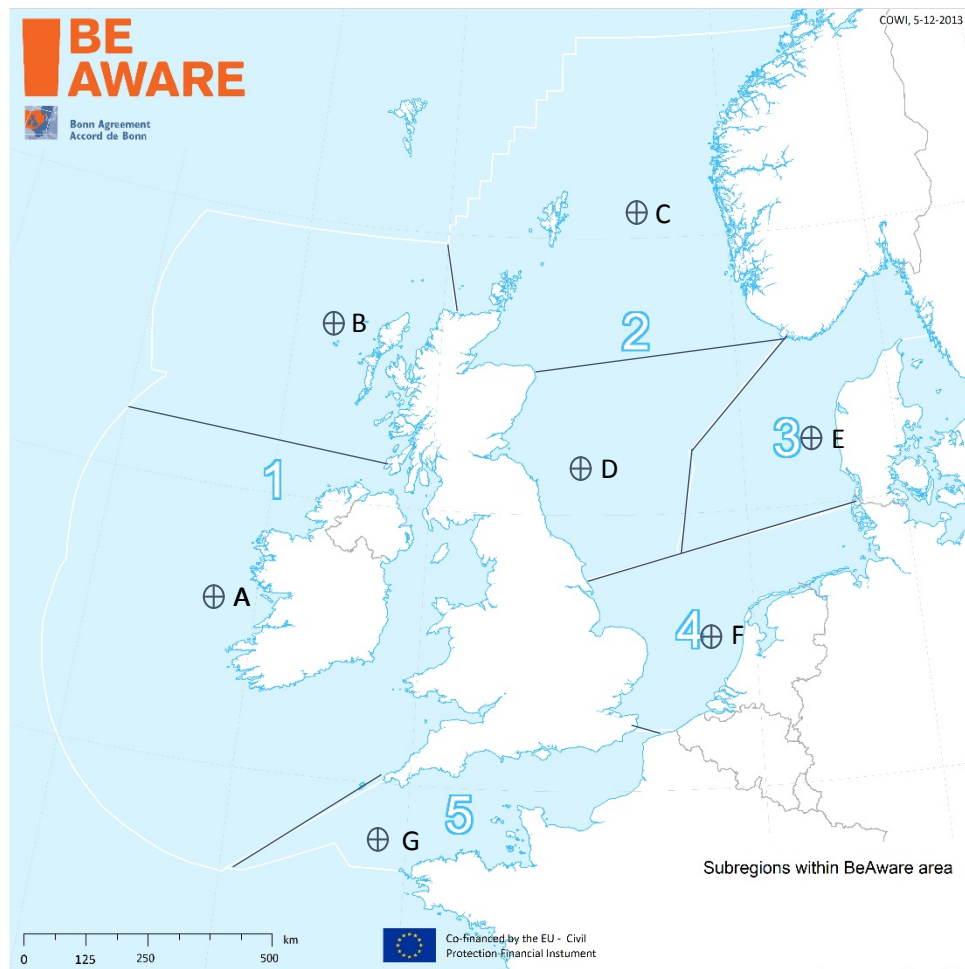 COWI, 5-12-2013
BE
AWARE
Bonn Agreement
Accord de Bonn
C
B
2
3
E
D
1
A
4
F
5
G
Subregions within BeAware area
km
0
125
250
500
Co-financed by the EU - Civil
Protection Financial Instument